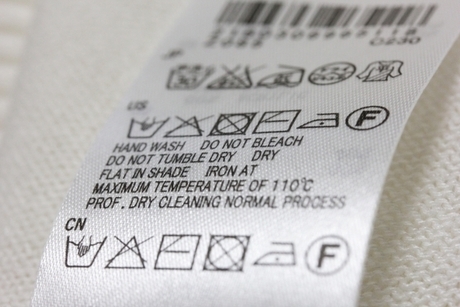 US
HAND WASH DO NOT BLEACH
DO NOT TUMBLE DRY DRY
FLAT IN SHADE IRON AT
MAXIMUM TEMPERATURE OF 110℃
PROF. DRY CLEANING NORMAL PROCESS
CN
F
F